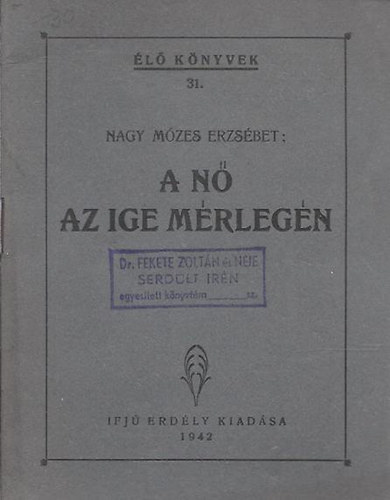 ÉLŐ KÖNYVEK
31.
NAGY MÓZES ERZSÉBET:
A NŐ
AZ IGE MÉRLEGÉN
Dr. FEKETE ZOLTÁN és NEJE
SERDÜLT IRÉN
egyesített könyvtára______sz.
IFJÚ ERDÉLY KIADÁSA
1942